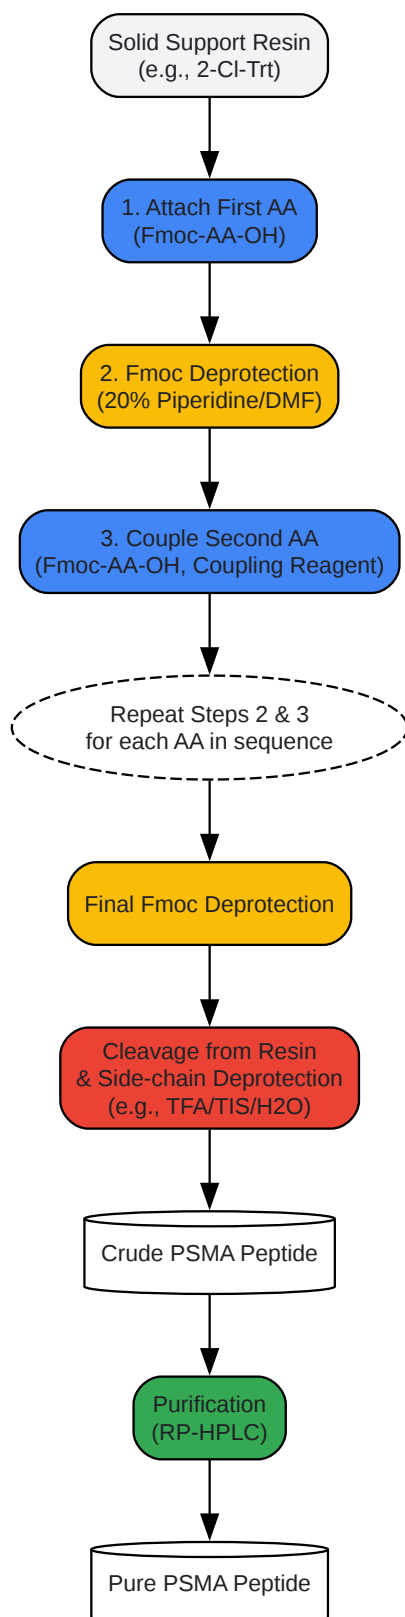 Solid Support Resin
(e.g., 2-Cl-Trt)
1. Attach First AA
(Fmoc-AA-OH)
2. Fmoc Deprotection
(20% Piperidine/DMF)
3. Couple Second AA
(Fmoc-AA-OH, Coupling Reagent)
Repeat Steps 2 & 3
for each AA in sequence
Final Fmoc Deprotection
Cleavage from Resin
& Side-chain Deprotection
(e.g., TFA/TIS/H2O)
Crude PSMA Peptide
Purification
(RP-HPLC)
Pure PSMA Peptide